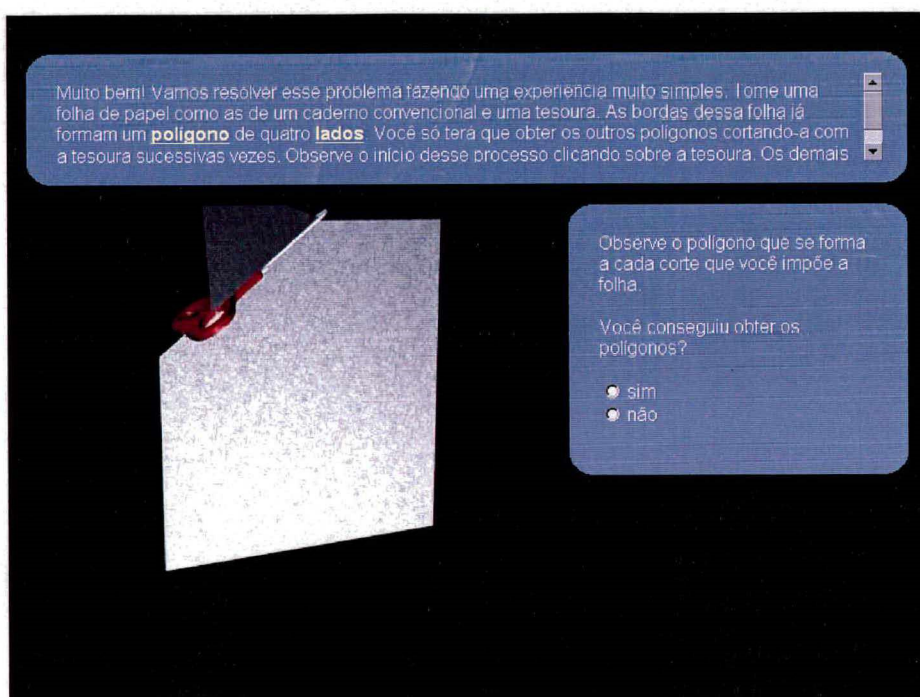 Muito bem! Vamos resolver esse problema fazendo uma experiência muito simples. Tome uma
folha de papel como as de um caderno convencional e uma tesoura. As bordas dessa folha já
formam um polígono de quatro lados. Você só terá que obter os outros polígonos cortando-a com
a tesoura sucessivas vezes. Observe o início desse processo clicando sobre a tesoura. Os demais
Observe o polígono que se forma
a cada corte que você impõe a
folha.
Você conseguiu obter os
polígonos?
sim
não